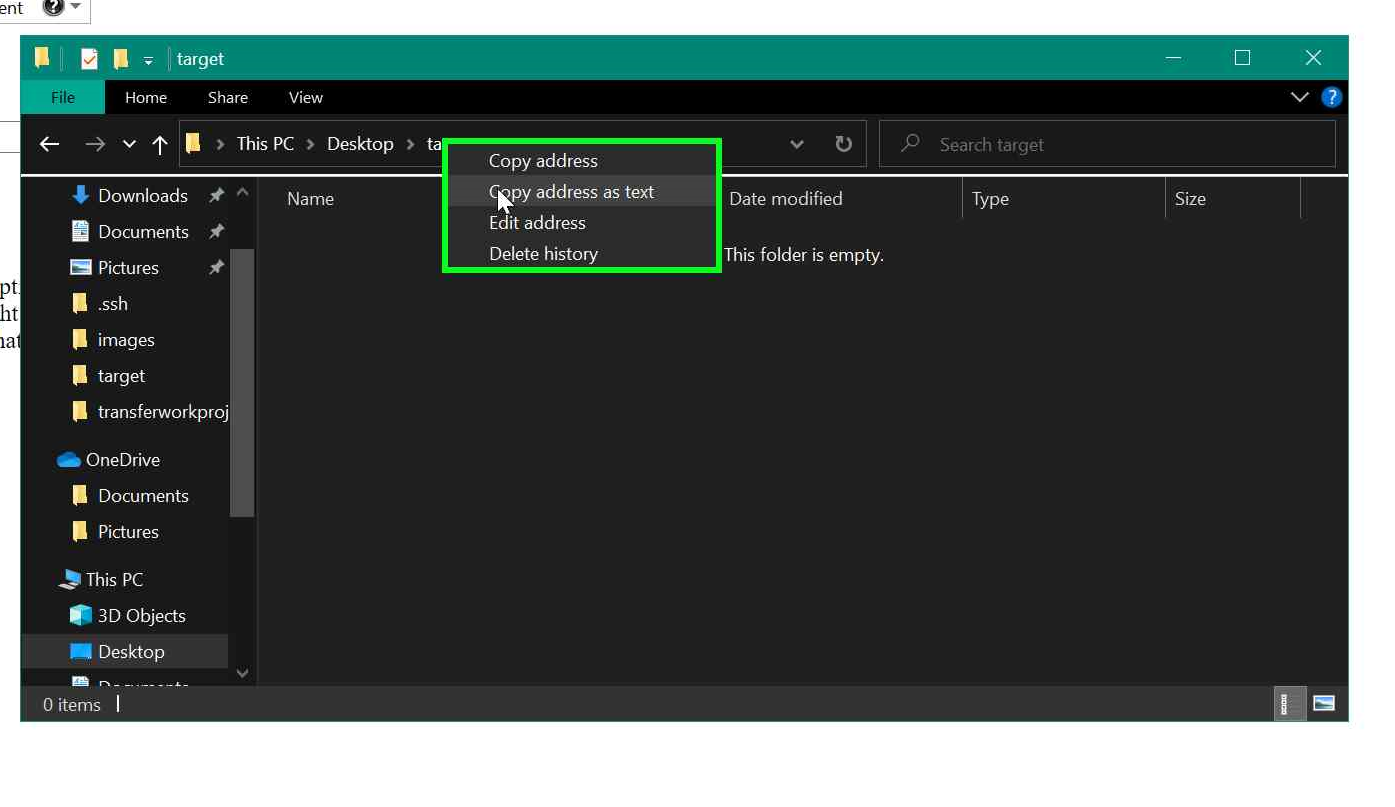 ent
target
File Home Share View
This PC Desktop ta
Search target
Copy address
Copy address as text
Edit address
Delete history
Name Date modified Type Size
This folder is empty.
Downloads
Documents
Pictures
.ssh
images
target
transferworkproj
OneDrive
Documents
Pictures
This PC
3D Objects
Desktop
Documents
0 items
pt.
ht
nat